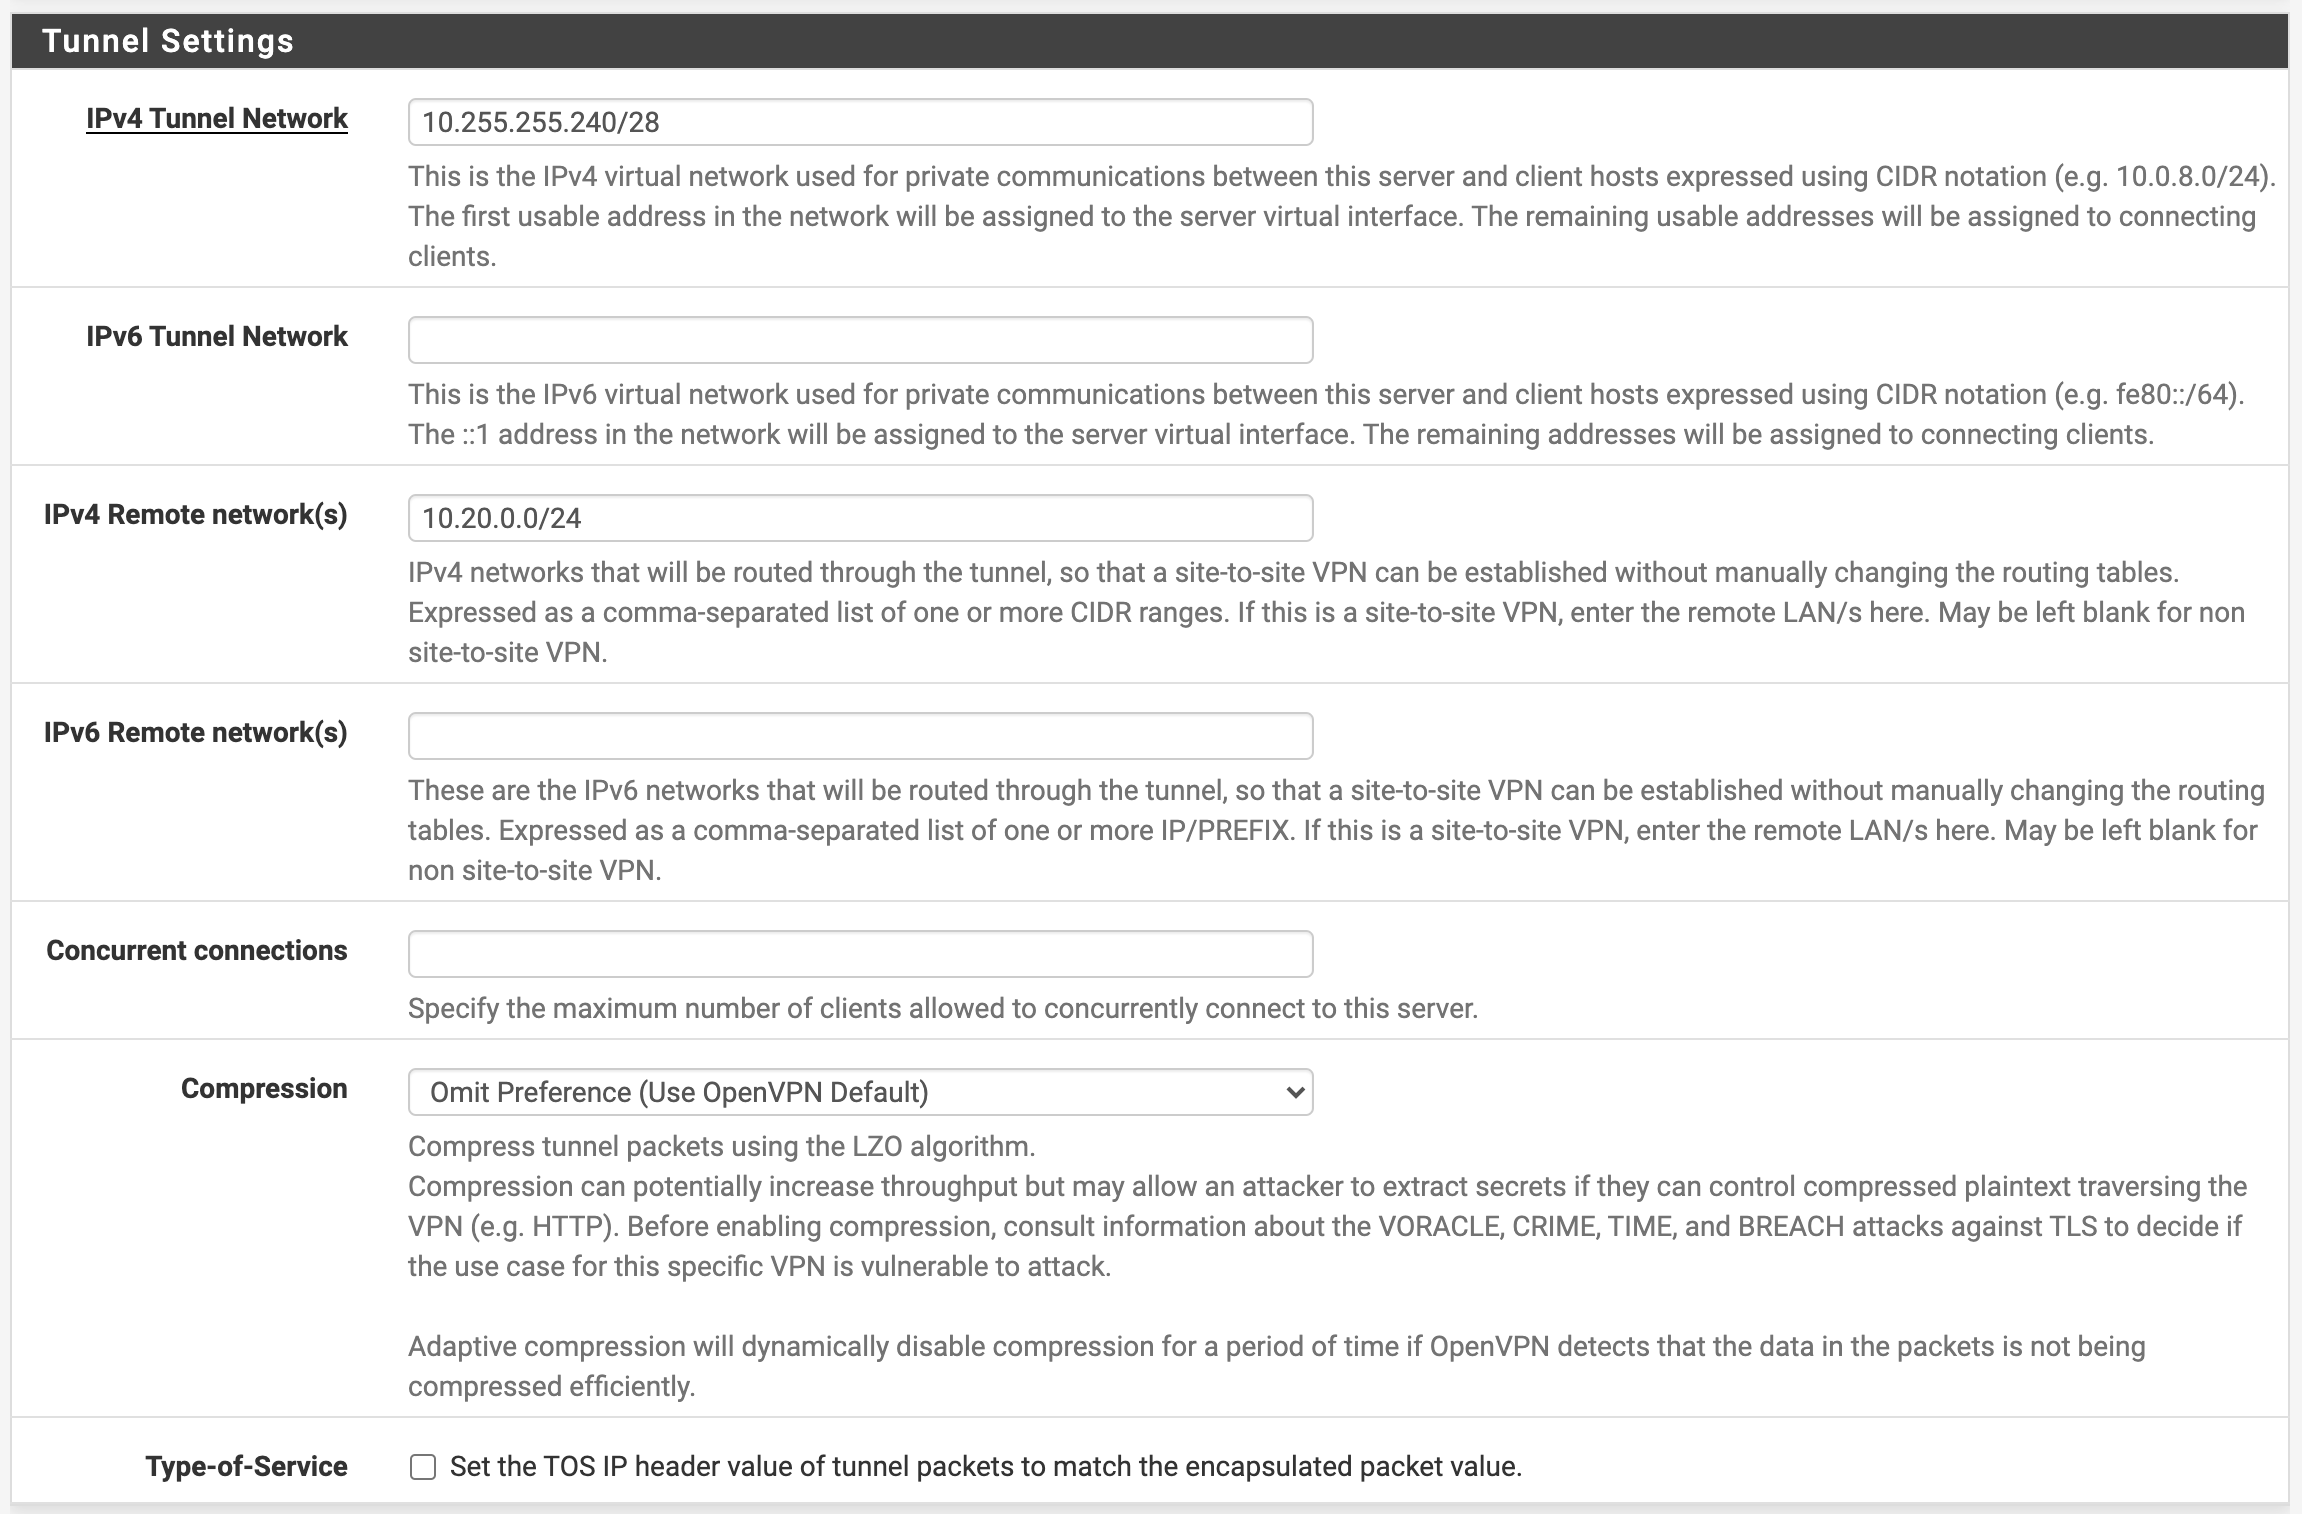 Tunnel Settings
IPv4 Tunnel Network
10.255.255.240/28
This is the IPv4 virtual network used for private communications between this server and client hosts expressed using CIDR notation (e.g. 10.0.8.0/24).
The first usable address in the network will be assigned to the server virtual interface. The remaining usable addresses will be assigned to connecting
clients.
IPv6 Tunnel Network
This is the IPv6 virtual network used for private communications between this server and client hosts expressed using CIDR notation (e.g. fe80::/64).
The ::1 address in the network will be assigned to the server virtual interface. The remaining addresses will be assigned to connecting clients.
IPv4 Remote network(s)
10.20.0.0/24
IPv4 networks that will be routed through the tunnel, so that a site-to-site VPN can be established without manually changing the routing tables.
Expressed as a comma-separated list of one or more CIDR ranges. If this is a site-to-site VPN, enter the remote LAN/s here. May be left blank for non
site-to-site VPN.
IPv6 Remote network(s)
These are the IPv6 networks that will be routed through the tunnel, so that a site-to-site VPN can be established without manually changing the routing
tables. Expressed as a comma-separated list of one or more IP/PREFIX. If this is a site-to-site VPN, enter the remote LAN/s here. May be left blank for
non site-to-site VPN.
Concurrent connections
Specify the maximum number of clients allowed to concurrently connect to this server.
Compression
Omit Preference (Use OpenVPN Default)
Compress tunnel packets using the LZO algorithm.
Compression can potentially increase throughput but may allow an attacker to extract secrets if they can control compressed plaintext traversing the
VPN (e.g. HTTP). Before enabling compression, consult information about the VORACLE, CRIME, TIME, and BREACH attacks against TLS to decide if
the use case for this specific VPN is vulnerable to attack.
Adaptive compression will dynamically disable compression for a period of time if OpenVPN detects that the data in the packets is not being
compressed efficiently.
Type-of-Service
Set the TOS IP header value of tunnel packets to match the encapsulated packet value.